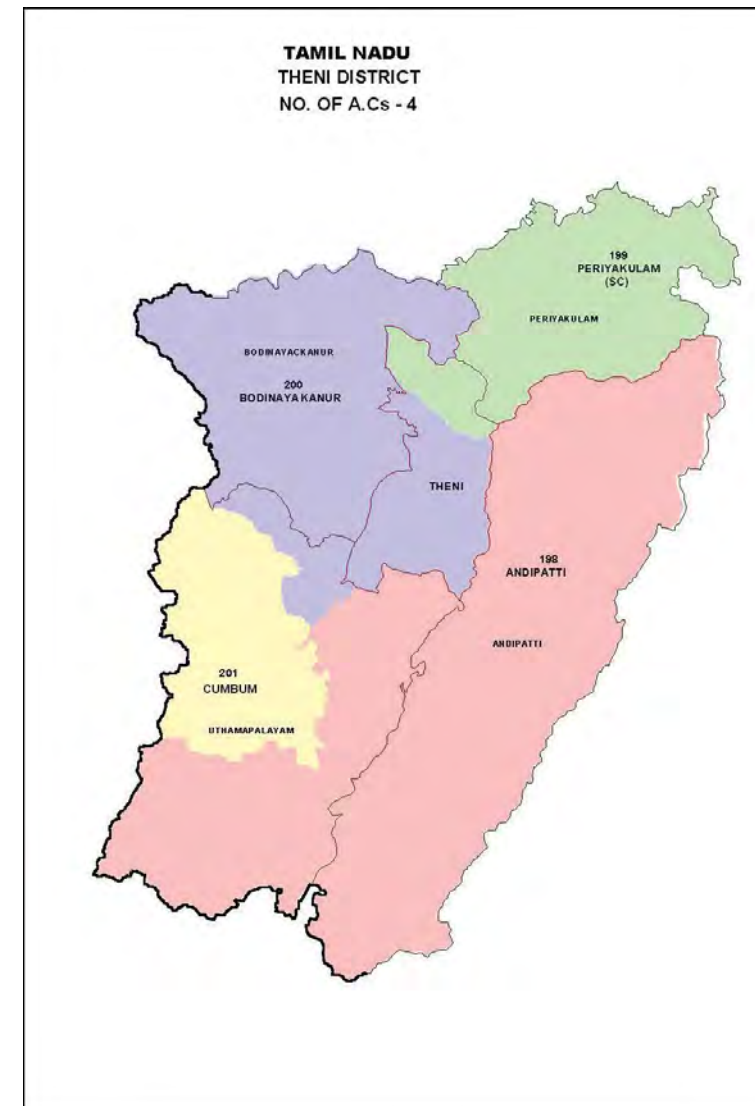 TAMIL NADU
THENI DISTRICT
NO. OF A.Cs - 4
199
PERIYAKULAM
(SC)
PERIYAKULAM
BODINAYACKANUR
200
BODINAYAKANUR
THENI
198
ANDIPATTI
ANDIPATTI
201
CUMBUM
UTHAMAPALAYAM